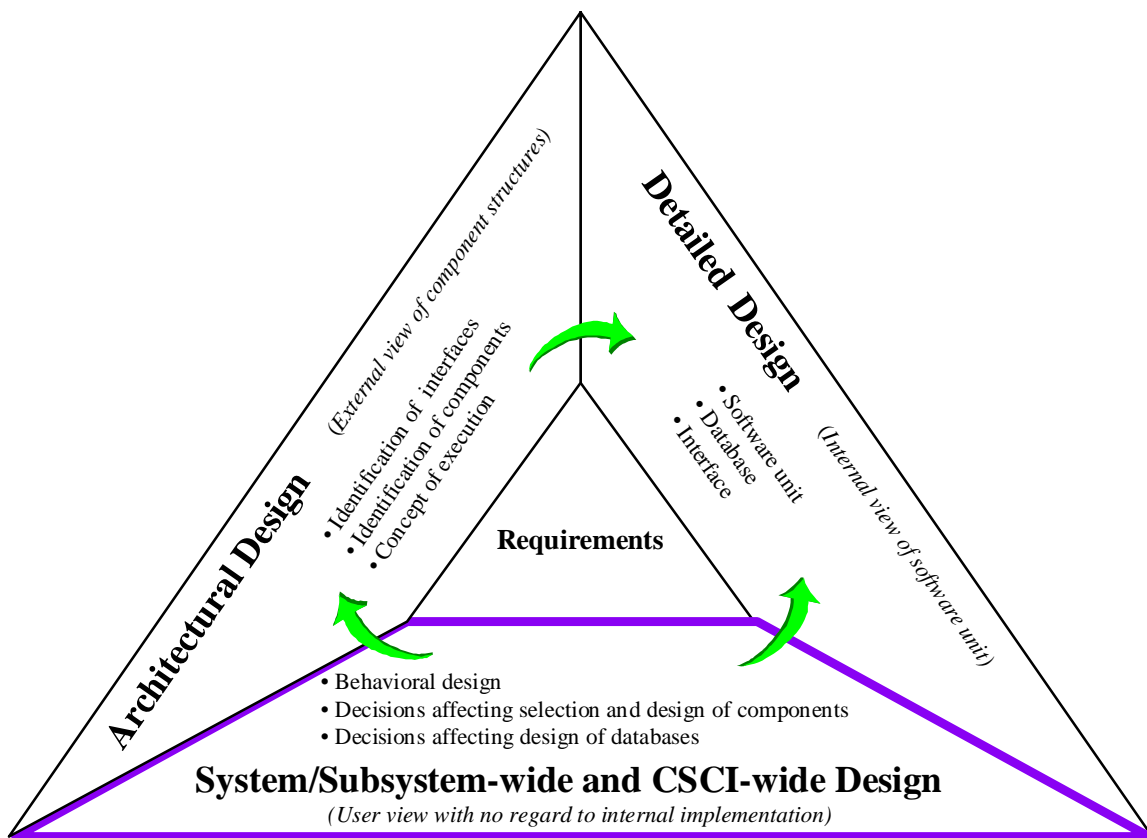 Architectural Design
(External view of component structures)
• Identification of interfaces
• Identification of components
• Concept of execution
Detailed Design
(Internal view of software unit)
• Software unit
• Database
• Interface
Requirements
• Behavioral design
• Decisions affecting selection and design of components
• Decisions affecting design of databases
System/Subsystem-wide and CSCI-wide Design
(User view with no regard to internal implementation)